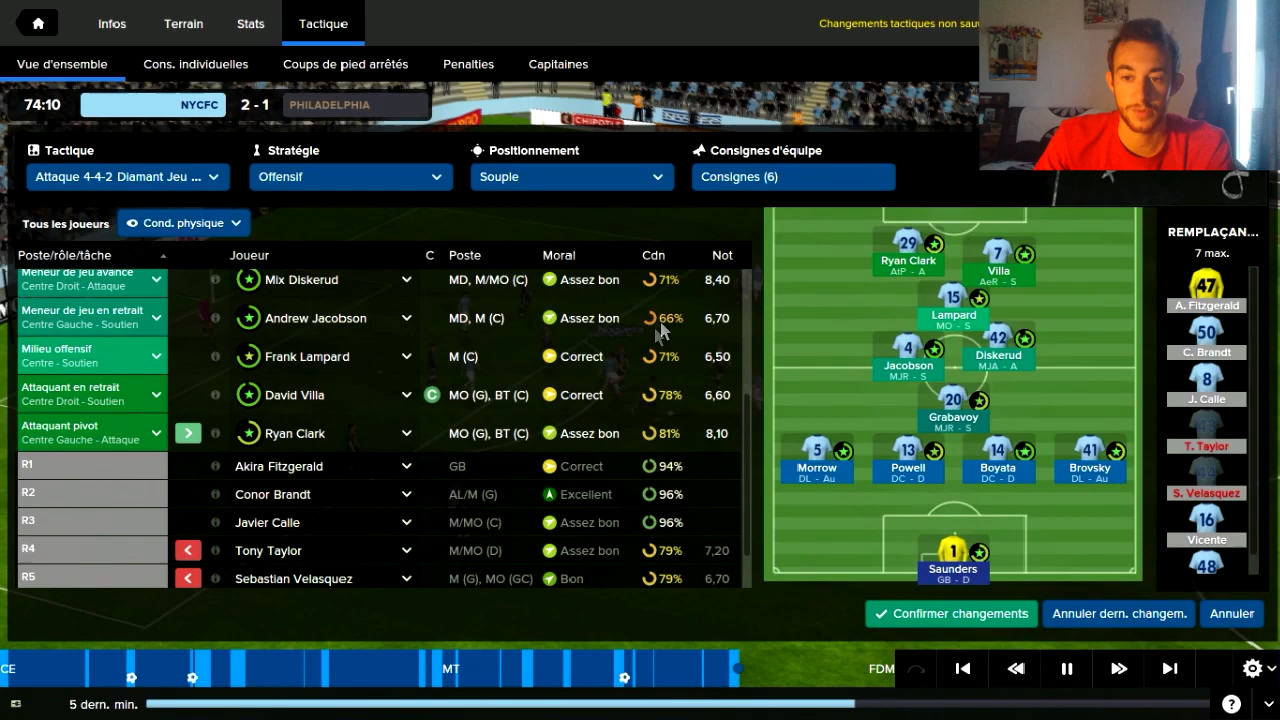 Infos Terrain Stats Tactique Changements tactiques non sau
Vue d'ensemble Cons. individuelles Coups de pied arrêtés Penalties Capitaines
74:10 NYCFC 2 - 1 PHILADELPHIA
CHIPOTLE
Tactique Stratégie Positionnement Consignes d'équipe
Attaque 4-4-2 Diamant Jeu ... Offensif Souple Consignes (6)
Tous les joueurs Cond. physique
Poste/rôle/tâche Joueur C Poste Moral Cdn Not
Meneur de jeu avancé
Centre Droit - Attaque
Mix Diskerud MD, M/MO (C) Assez bon 71% 8,40
Meneur de jeu en retrait
Centre Gauche - Soutien
Andrew Jacobson MD, M (C) Assez bon 66% 6,70
Milieu offensif
Centre - Soutien
Frank Lampard M (C) Correct 71% 6,50
Attaquant en retrait
Centre Droit - Soutien
David Villa C MO (G), BT (C) Correct 78% 6,60
Attaquant pivot
Centre Gauche - Attaque
Ryan Clark MO (G), BT (C) Assez bon 81% 8,10
R1 Akira Fitzgerald GB Correct 94%
R2 Conor Brandt AL/M (G) Excellent 96%
R3 Javier Calle M/MO (C) Assez bon 96%
R4 Tony Taylor M/MO (D) Assez bon 79% 7,20
R5 Sebastian Velasquez M (G), MO (GC) Bon 79% 6,70
29
Ryan Clark
AtP - A
7
Villa
AeR - S
15
Lampard
MO - S
4
Jacobson
MJR - S
42
Diskerud
MJA - A
20
Grabavoy
MJR - S
5
Morrow
DL - Au
13
Powell
DC - D
14
Boyata
DC - D
41
Brovsky
DL - Au
1
Saunders
GB - D
REMPLAÇAN...
7 max.
47
A. Fitzgerald
50
C. Brandt
8
J. Calle
T. Taylor
S. Velasquez
16
Vicente
48
Confirmer changements Annuler dern. changem. Annuler
CE MT FDM
5 dern. min. ?